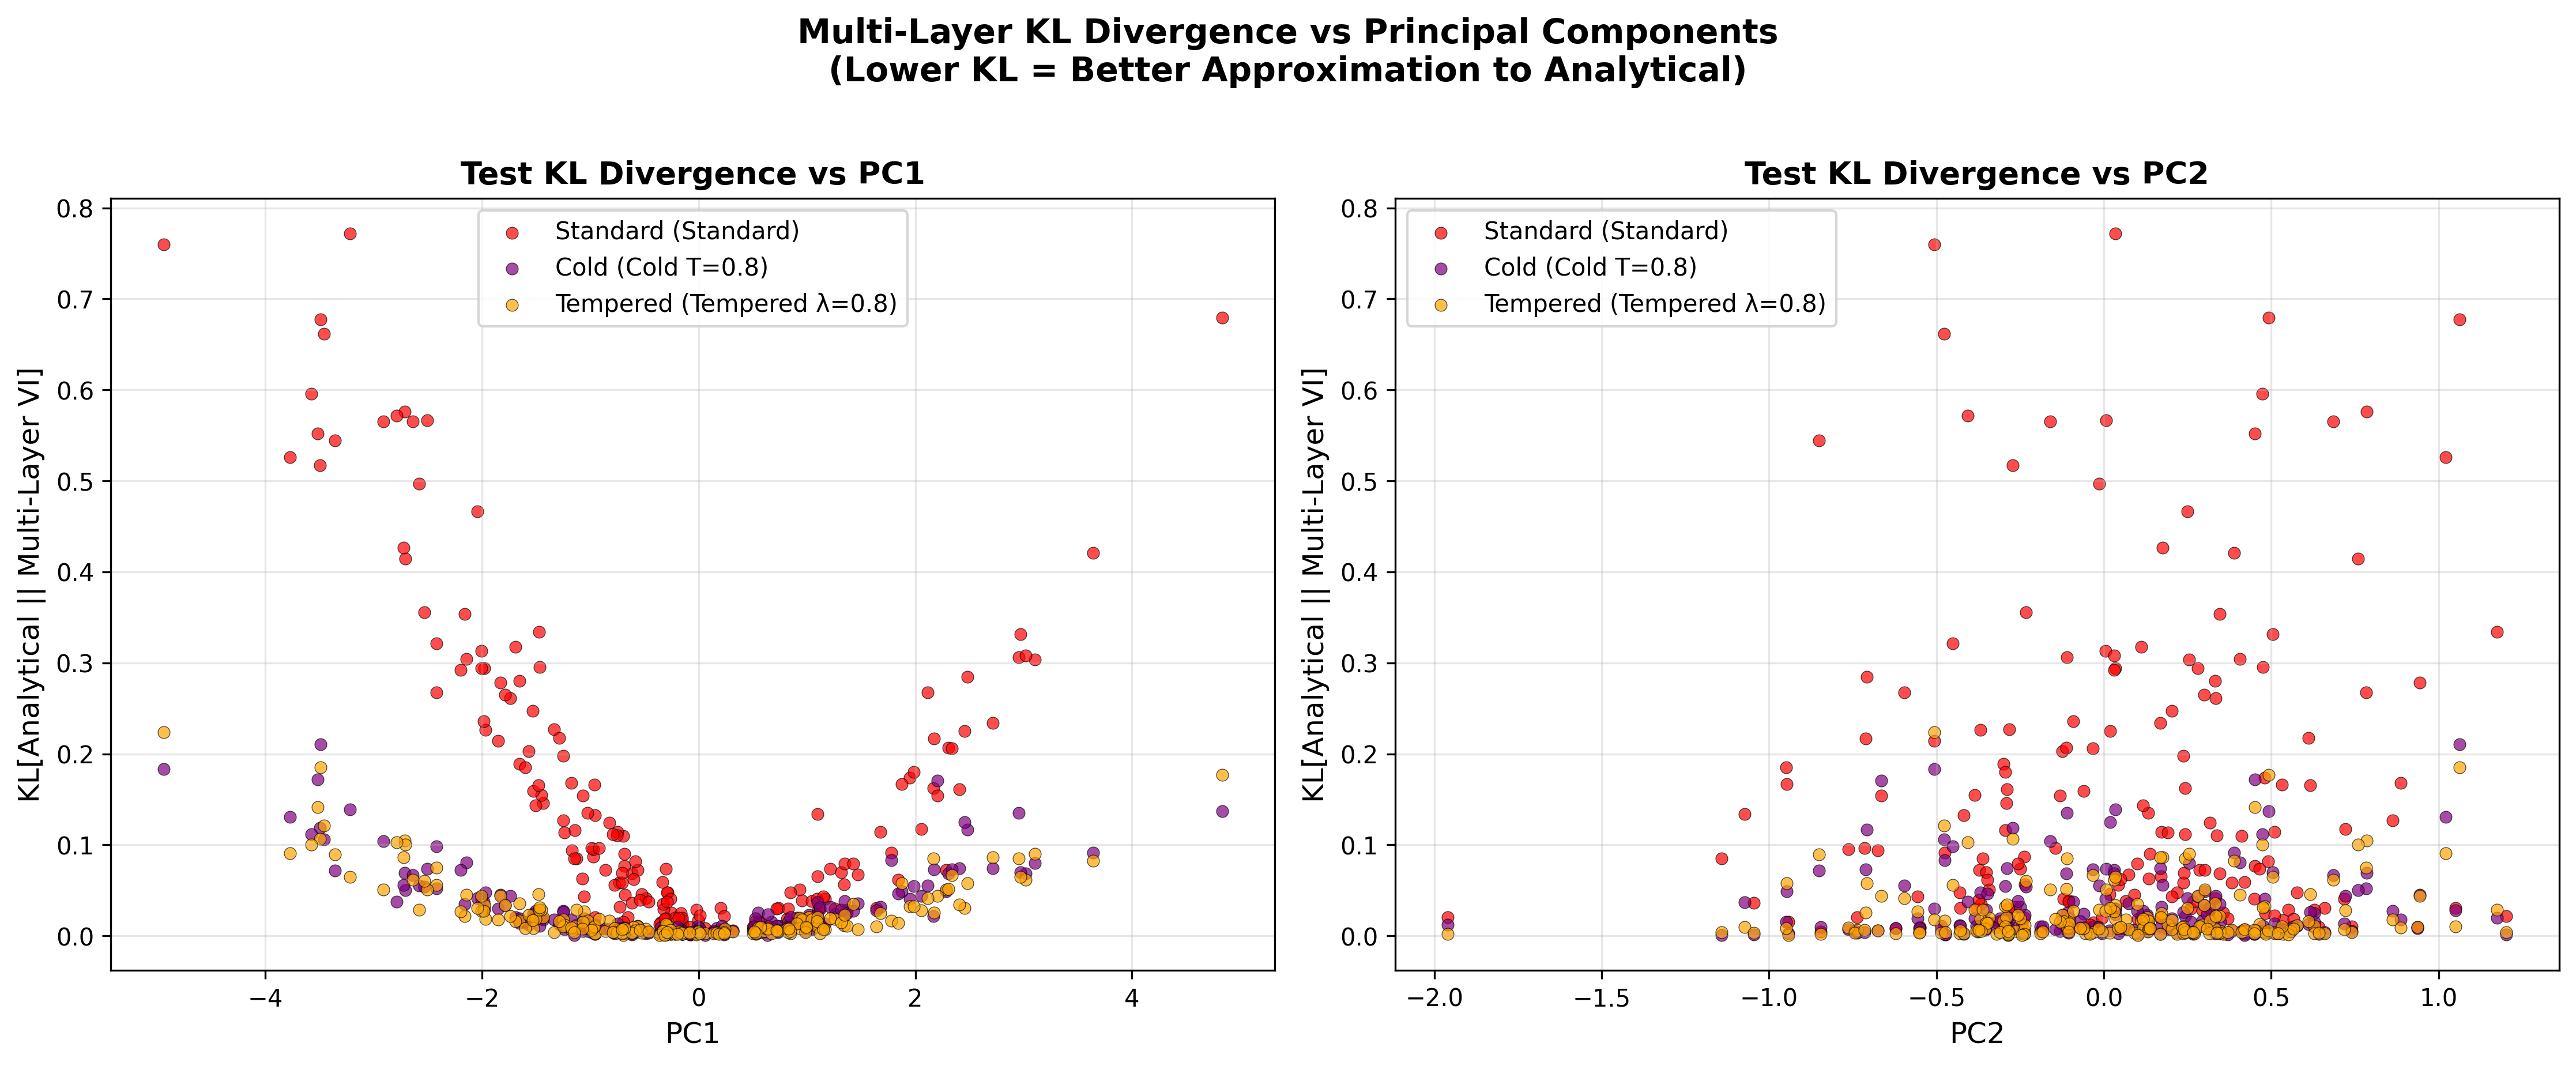 Multi-Layer KL Divergence vs Principal Components
(Lower KL = Better Approximation to Analytical)
Test KL Divergence vs PC1
Standard (Standard)
Cold (Cold T=0.8)
Tempered (Tempered λ=0.8)
KL[Analytical || Multi-Layer VI]
0.8
0.7
0.6
0.5
0.4
0.3
0.2
0.1
0.0
−4
−2
0
2
4
PC1
Test KL Divergence vs PC2
Standard (Standard)
Cold (Cold T=0.8)
Tempered (Tempered λ=0.8)
KL[Analytical || Multi-Layer VI]
0.8
0.7
0.6
0.5
0.4
0.3
0.2
0.1
0.0
−2.0
−1.5
−1.0
−0.5
0.0
0.5
1.0
PC2